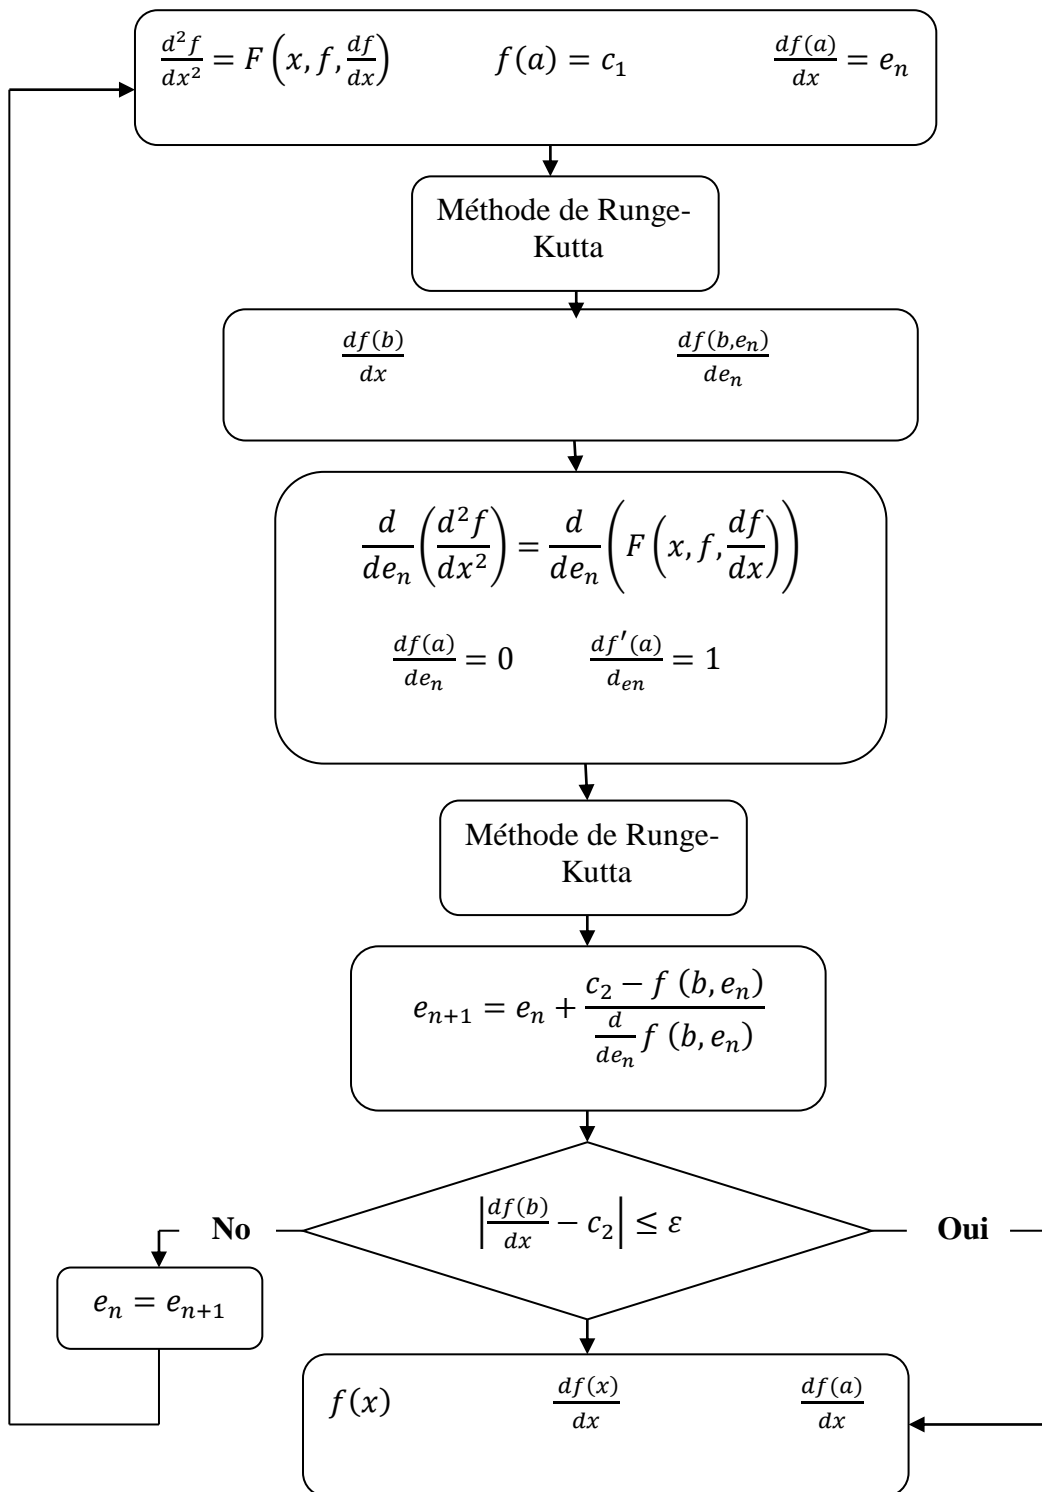 d²f/dx² = F(x, f, df/dx) f(a) = c₁ df(a)/dx = eₙ
Méthode de Runge-
Kutta
df(b)/dx df(b,eₙ)/deₙ
d/deₙ (d²f/dx²) = d/deₙ (F(x, f, df/dx))
df(a)/deₙ = 0 df′(a)/dₑₙ = 1
Méthode de Runge-
Kutta
eₙ₊₁ = eₙ + (c₂ − f (b, eₙ))/(d/deₙ f (b, eₙ))
|df(b)/dx − c₂| ≤ ε
No
Oui
eₙ = eₙ₊₁
f(x) df(x)/dx df(a)/dx